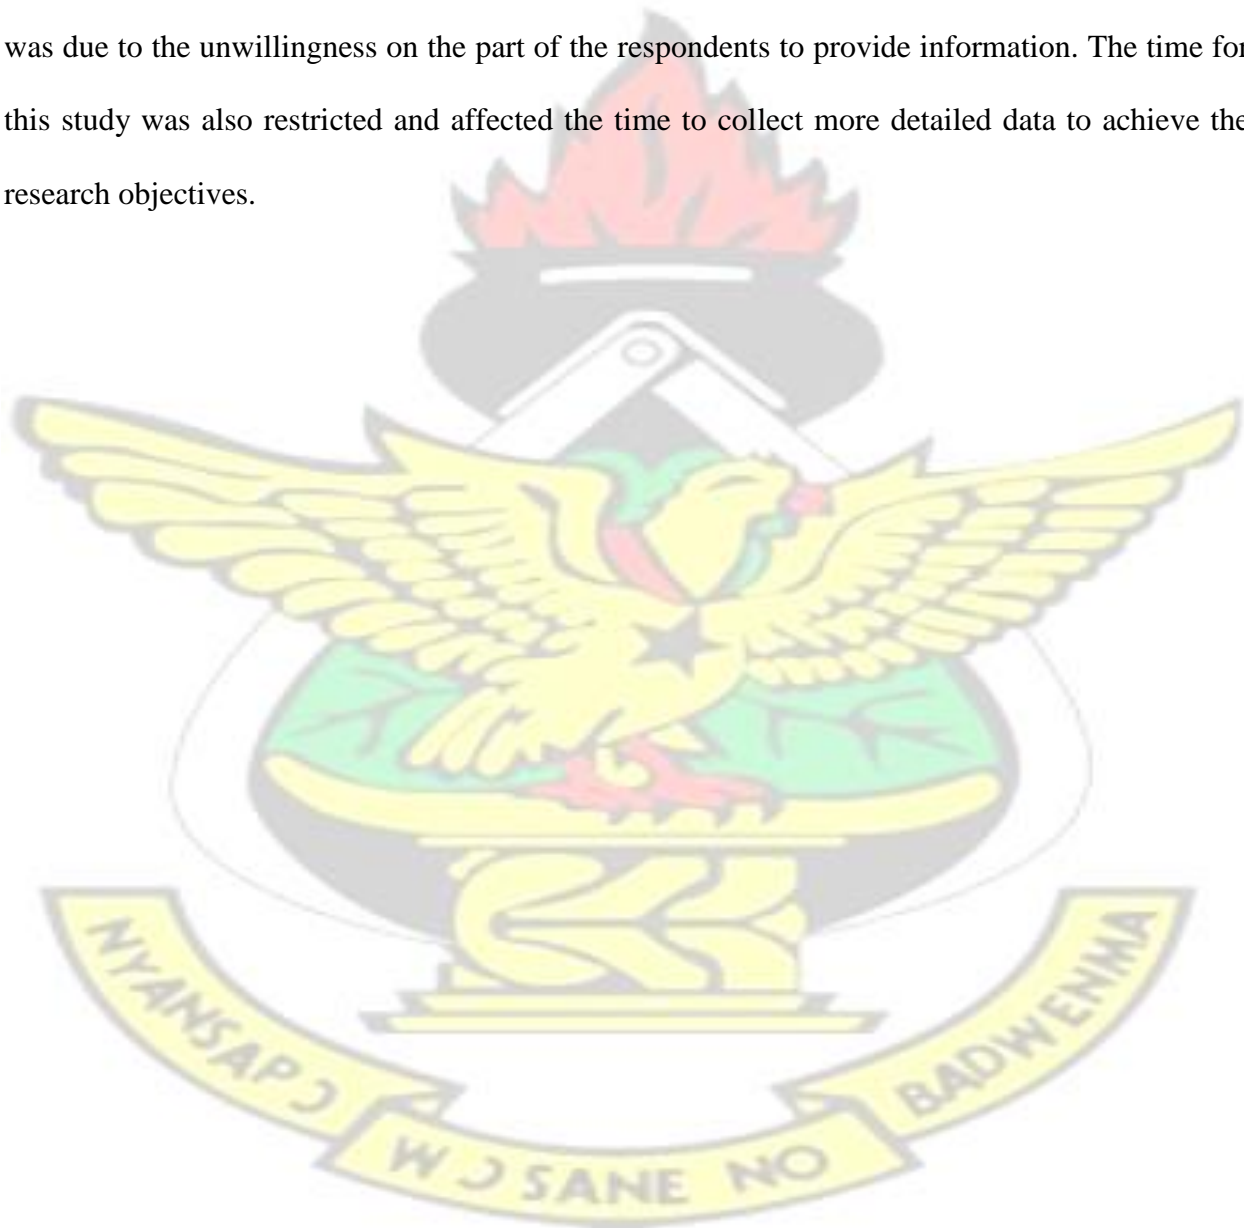 was due to the unwillingness on the part of the respondents to provide information. The time for
this study was also restricted and affected the time to collect more detailed data to achieve the
research objectives.
NYANSAPƆ
WƆSANE NO
BADWENMA